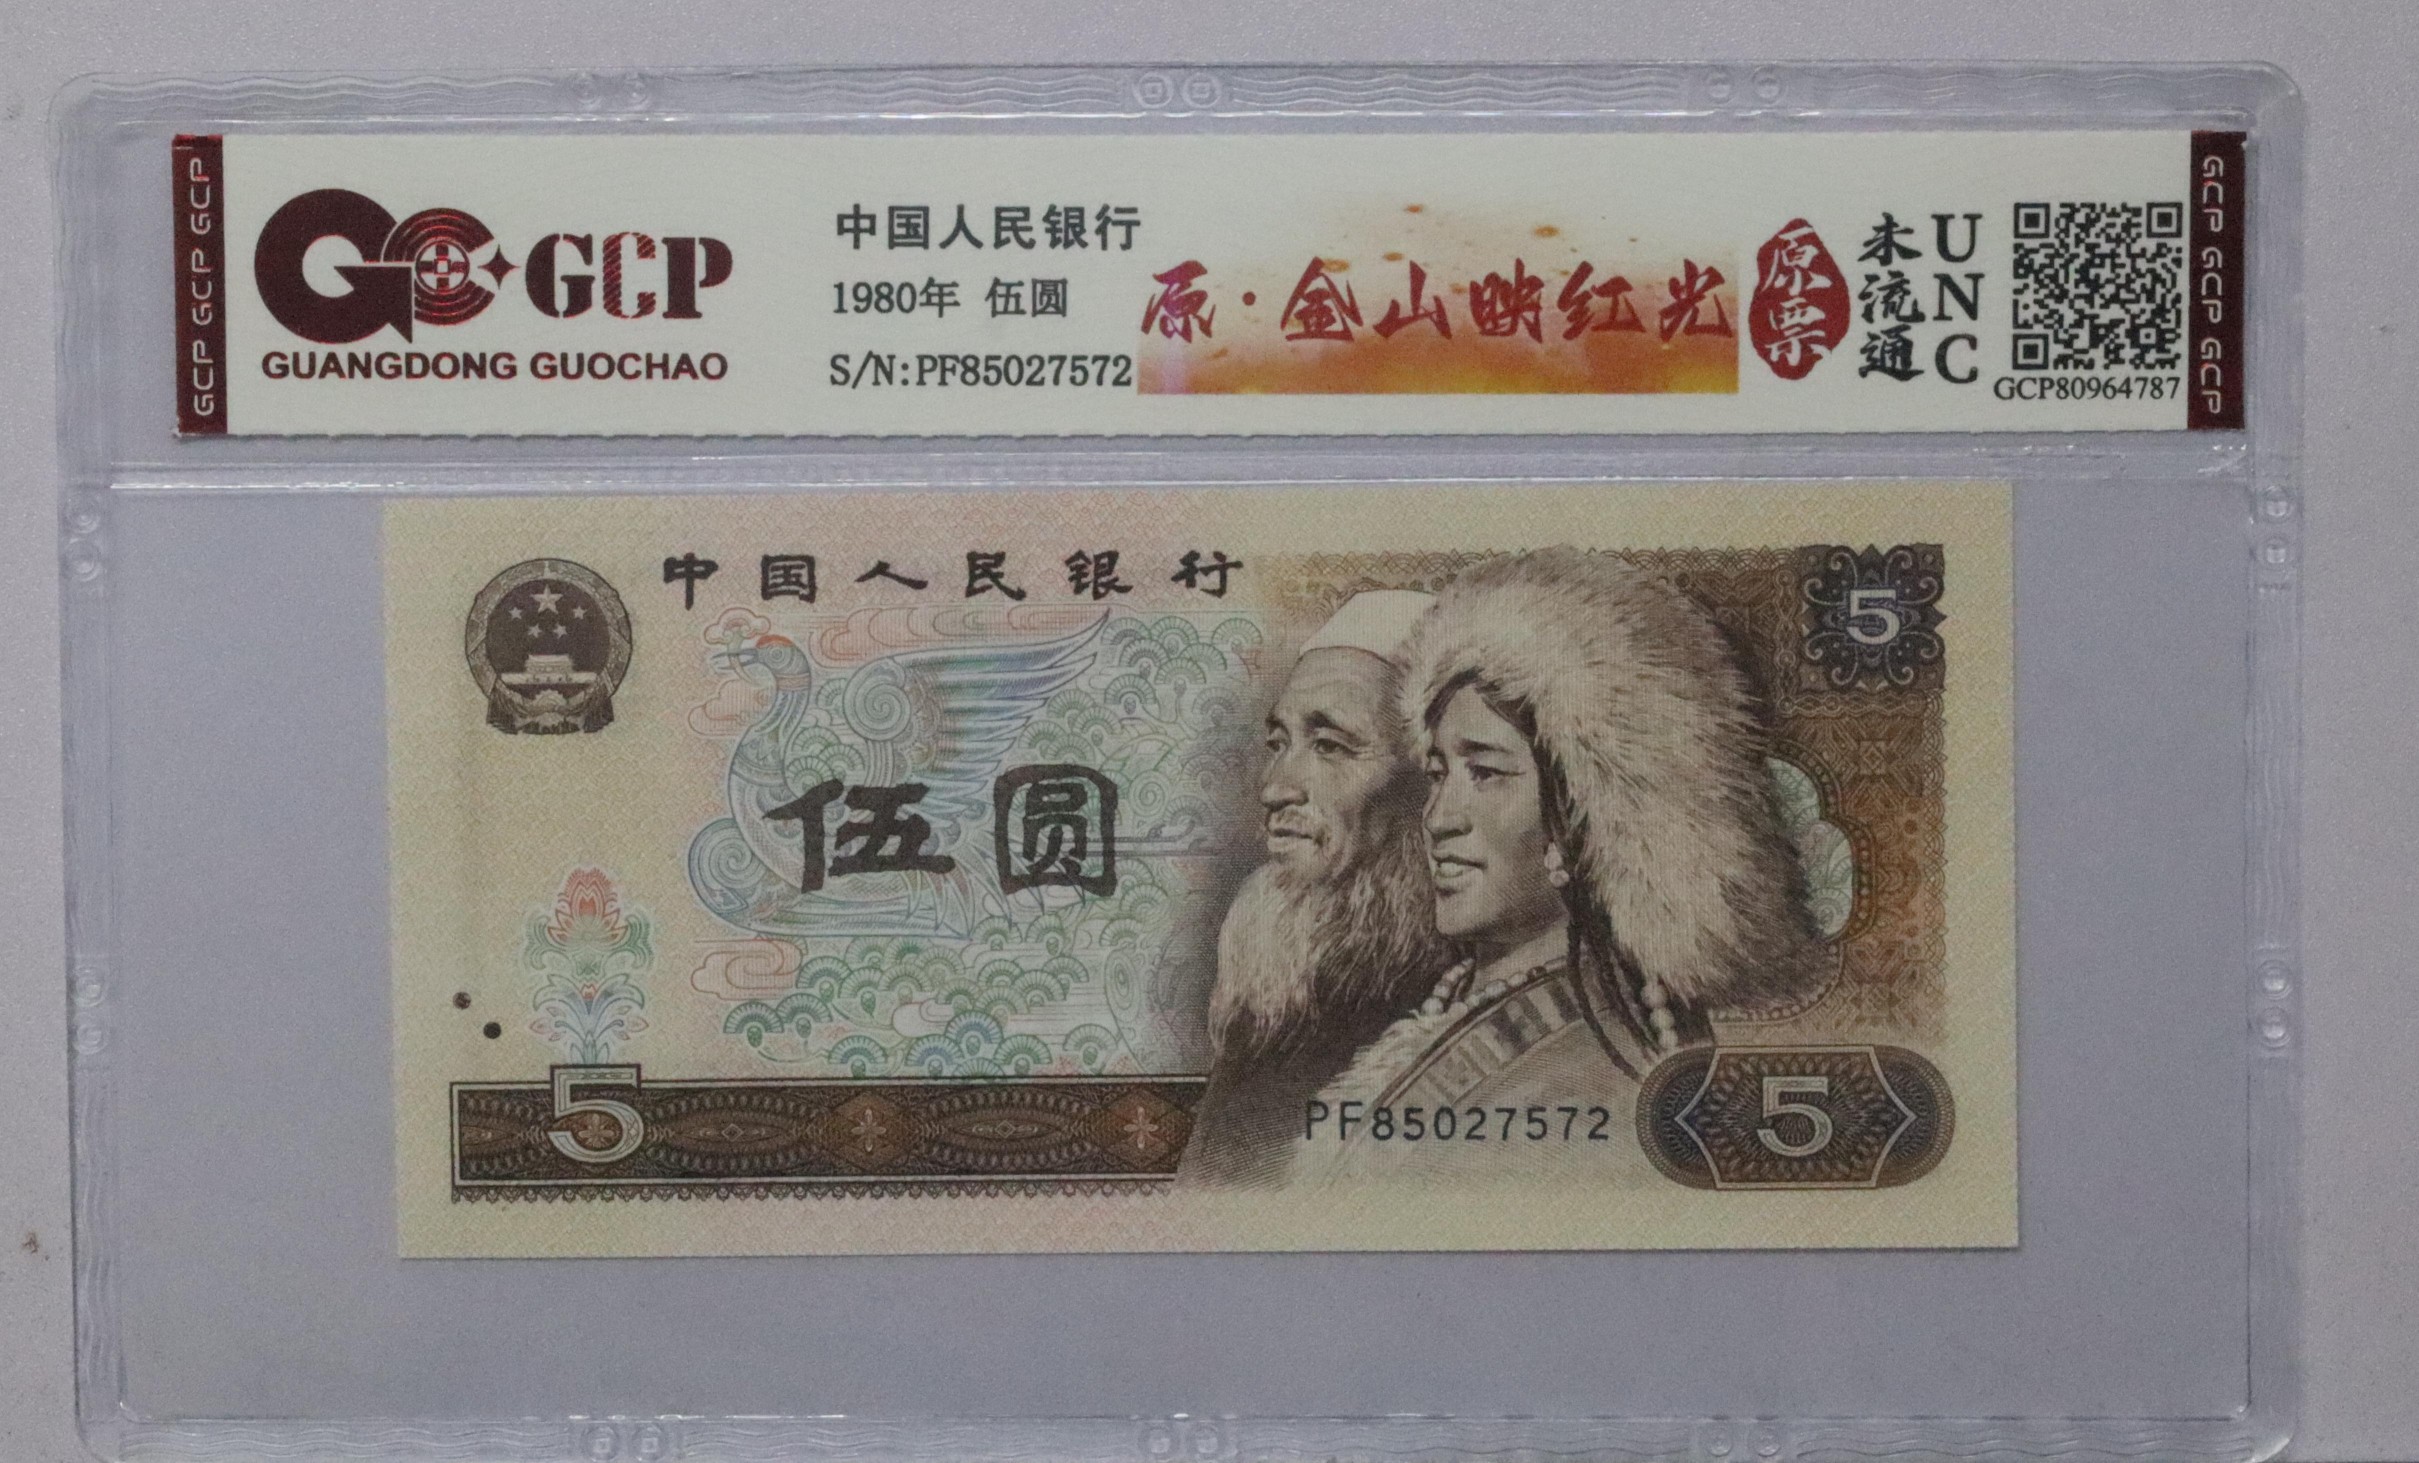 GCP GCP GCP
GCP
GUANGDONG GUOCHAO
中国人民银行
1980年 伍圆
S/N:PF85027572
原·金山映红光
原票
未流通
UNC
GCP80964787
GCP GCP GCP
中国人民银行
5
伍圆
5
PF85027572
5